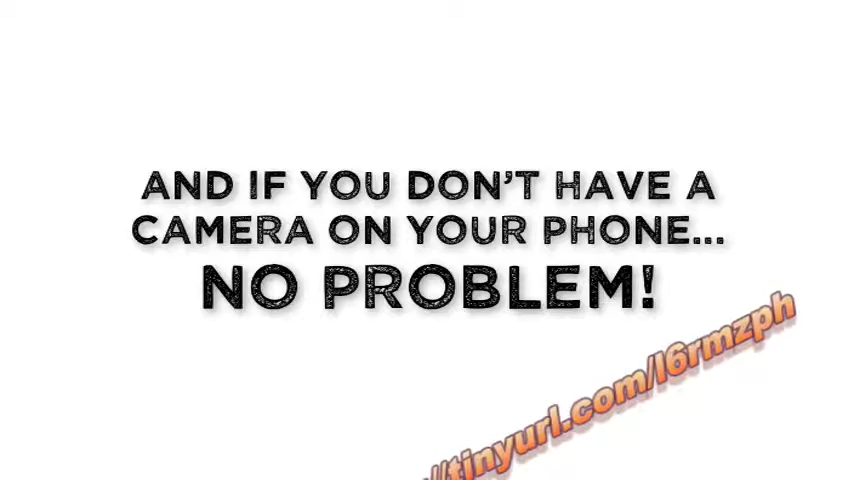 AND IF YOU DON'T HAVE A
CAMERA ON YOUR PHONE...
NO PROBLEM!
//tinyurl.com/l6rmzph